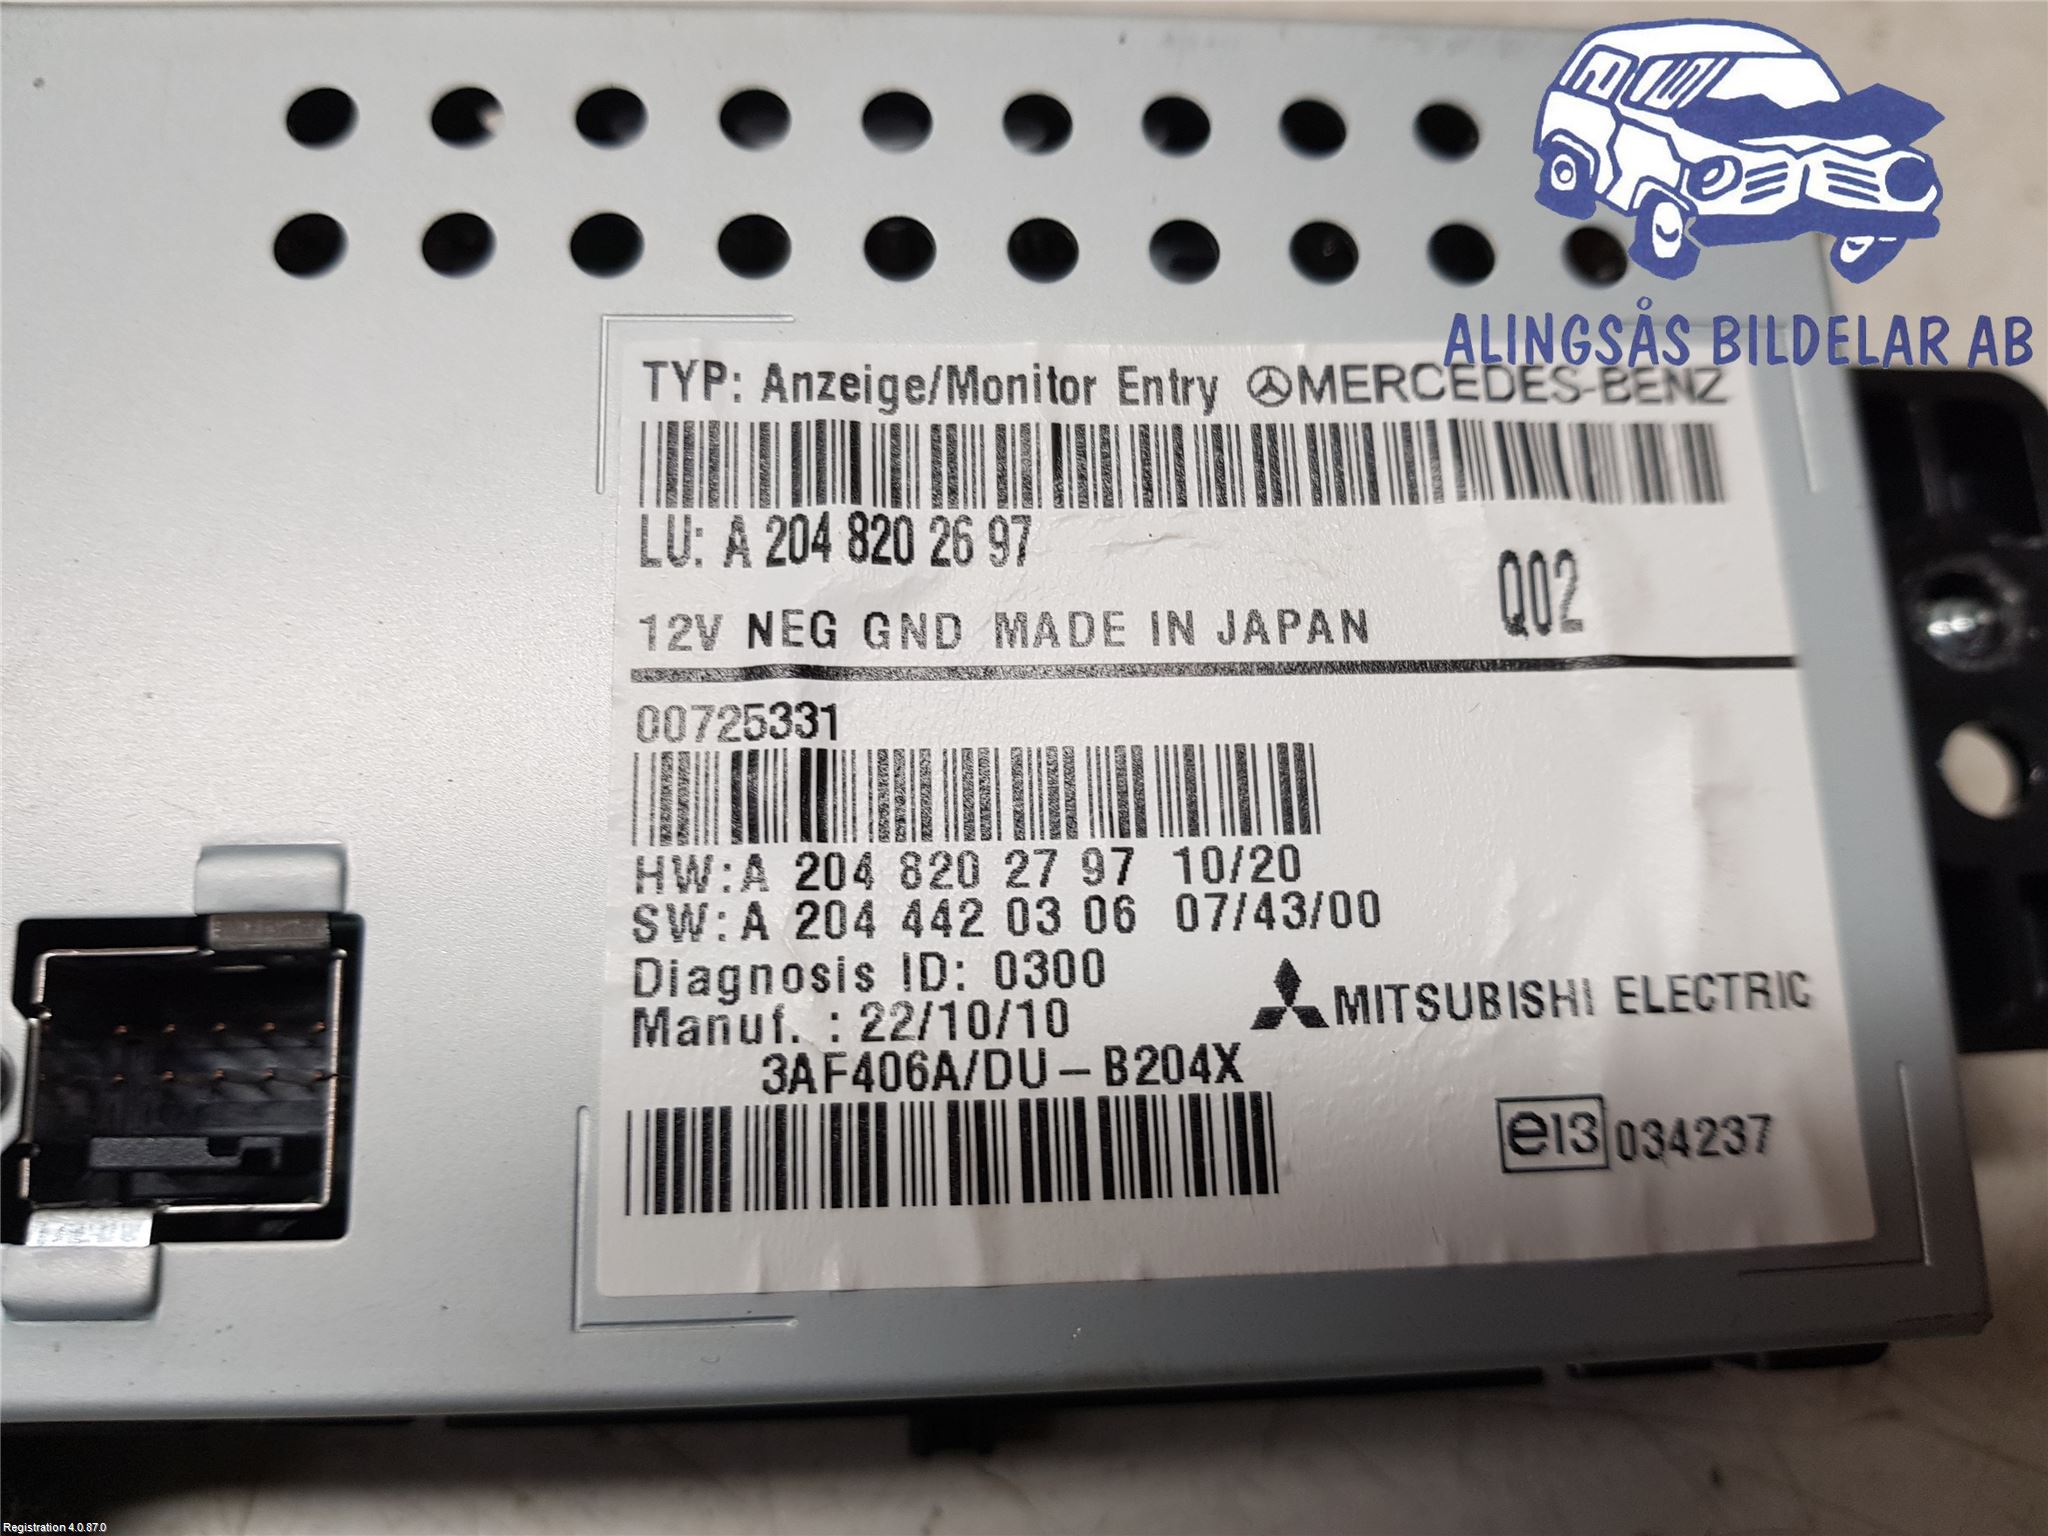 ALINGSÅS BILDELAR AB
TYP: Anzeige/Monitor Entry MERCEDES-BENZ
LU: A 204 820 26 97
Q02
12V NEG GND MADE IN JAPAN
00725331
HW:A 204 820 27 97 10/20
SW:A 204 442 03 06 07/43/00
Diagnosis ID: 0300
Manuf. : 22/10/10
MITSUBISHI ELECTRIC
3AF406A/DU-B204X
e13 034237
Registration 4.0.87.0